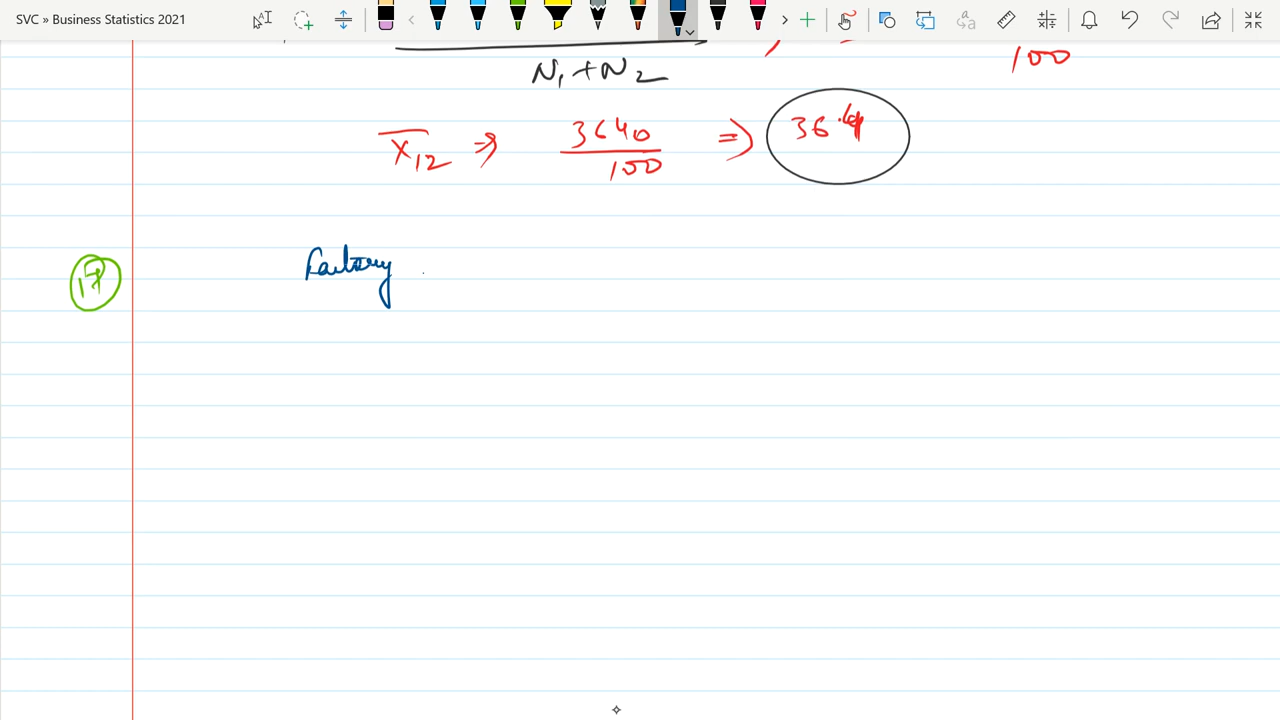 SVC » Business Statistics 2021
N₁ + N₂
100
X̄₁₂ ⇒ 3640 / 100 ⇒ 36.4
17
Factory